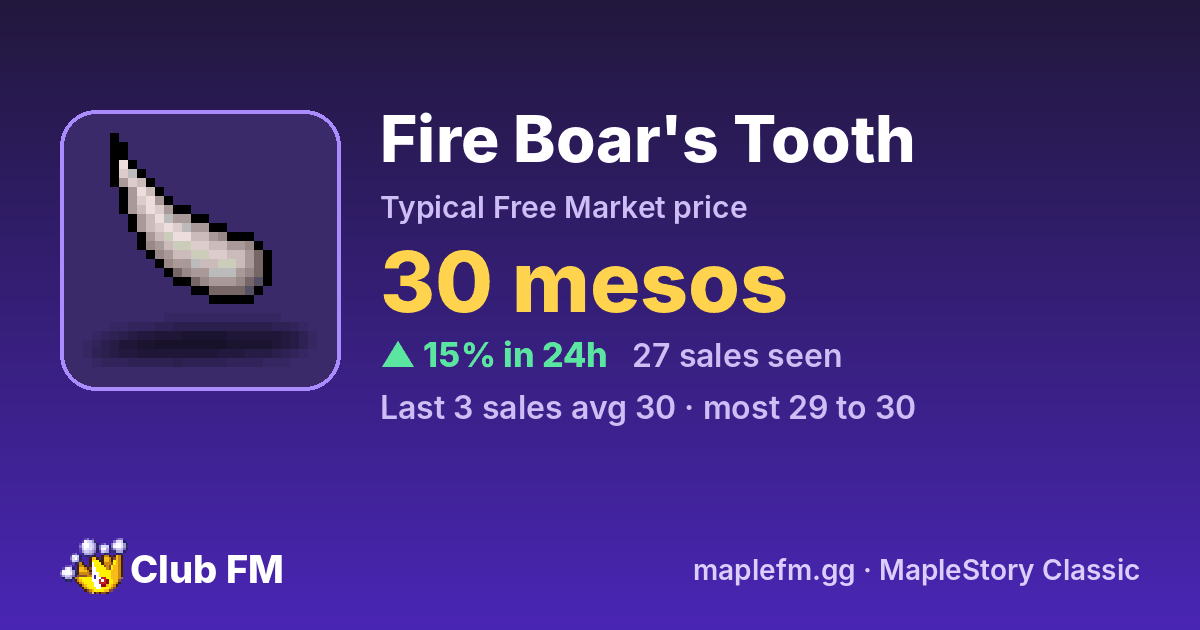 Fire Boar's Tooth
Typical Free Market price
30 mesos
▲ 15% in 24h 27 sales seen
Last 3 sales avg 30 · most 29 to 30
Club FM
maplefm.gg · MapleStory Classic